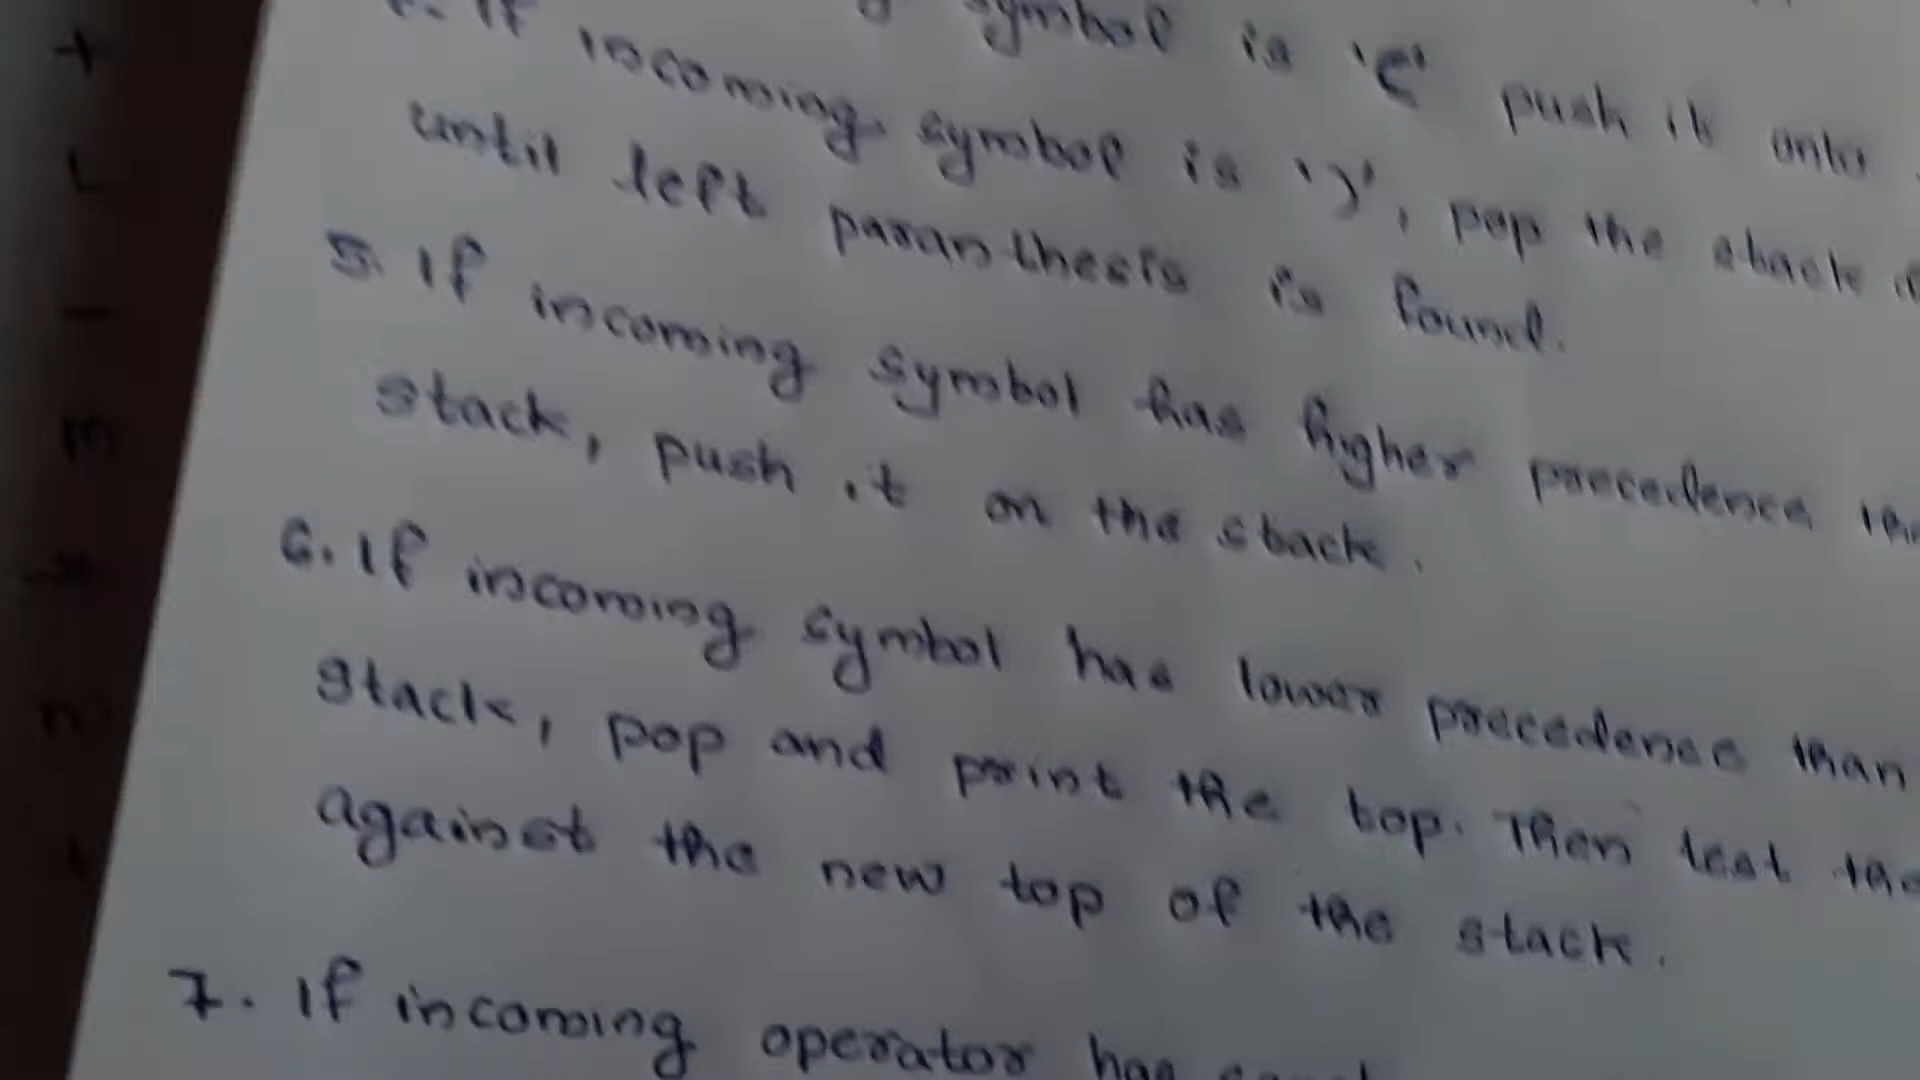 symbol is '(' push it onto
If incoming symbol is ')', pop the stack
until left paranthesis is found.
5. If incoming symbol has higher precedence
stack, push it on the stack.
6. If incoming symbol has lower precedence than
stack, pop and print the top. Then test the
against the new top of the stack.
7. If incoming operator has